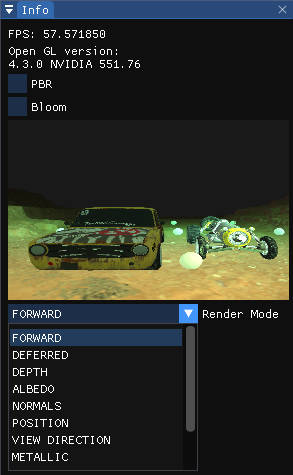 Info
FPS: 57.571850
Open GL version:
4.3.0 NVIDIA 551.76
PBR
Bloom
FORWARD
Render Mode
FORWARD
DEFERRED
DEPTH
ALBEDO
NORMALS
POSITION
VIEW DIRECTION
METALLIC